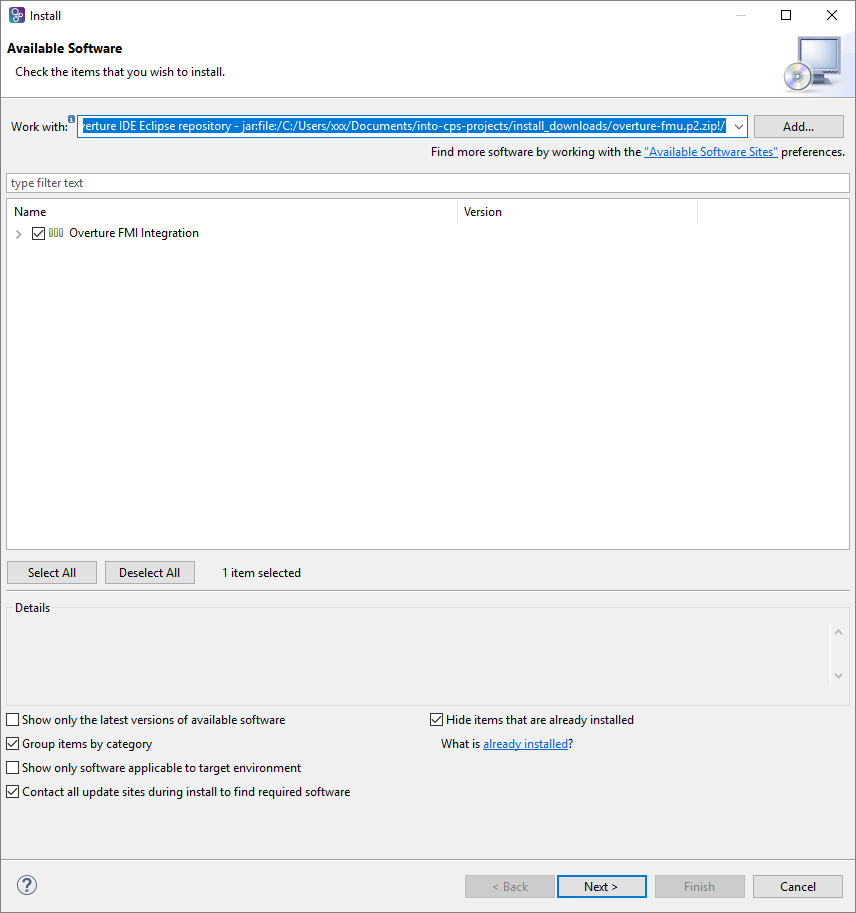 Install
Available Software
Check the items that you wish to install.
Work with: verture IDE Eclipse repository - jar:file:/C:/Users/xxx/Documents/into-cps-projects/install_downloads/overture-fmu.p2.zip!/ Add...
Find more software by working with the "Available Software Sites" preferences.
type filter text
Name Version
Overture FMI Integration
Select All Deselect All 1 item selected
Details
Show only the latest versions of available software Hide items that are already installed
Group items by category What is already installed?
Show only software applicable to target environment
Contact all update sites during install to find required software
? < Back Next > Finish Cancel